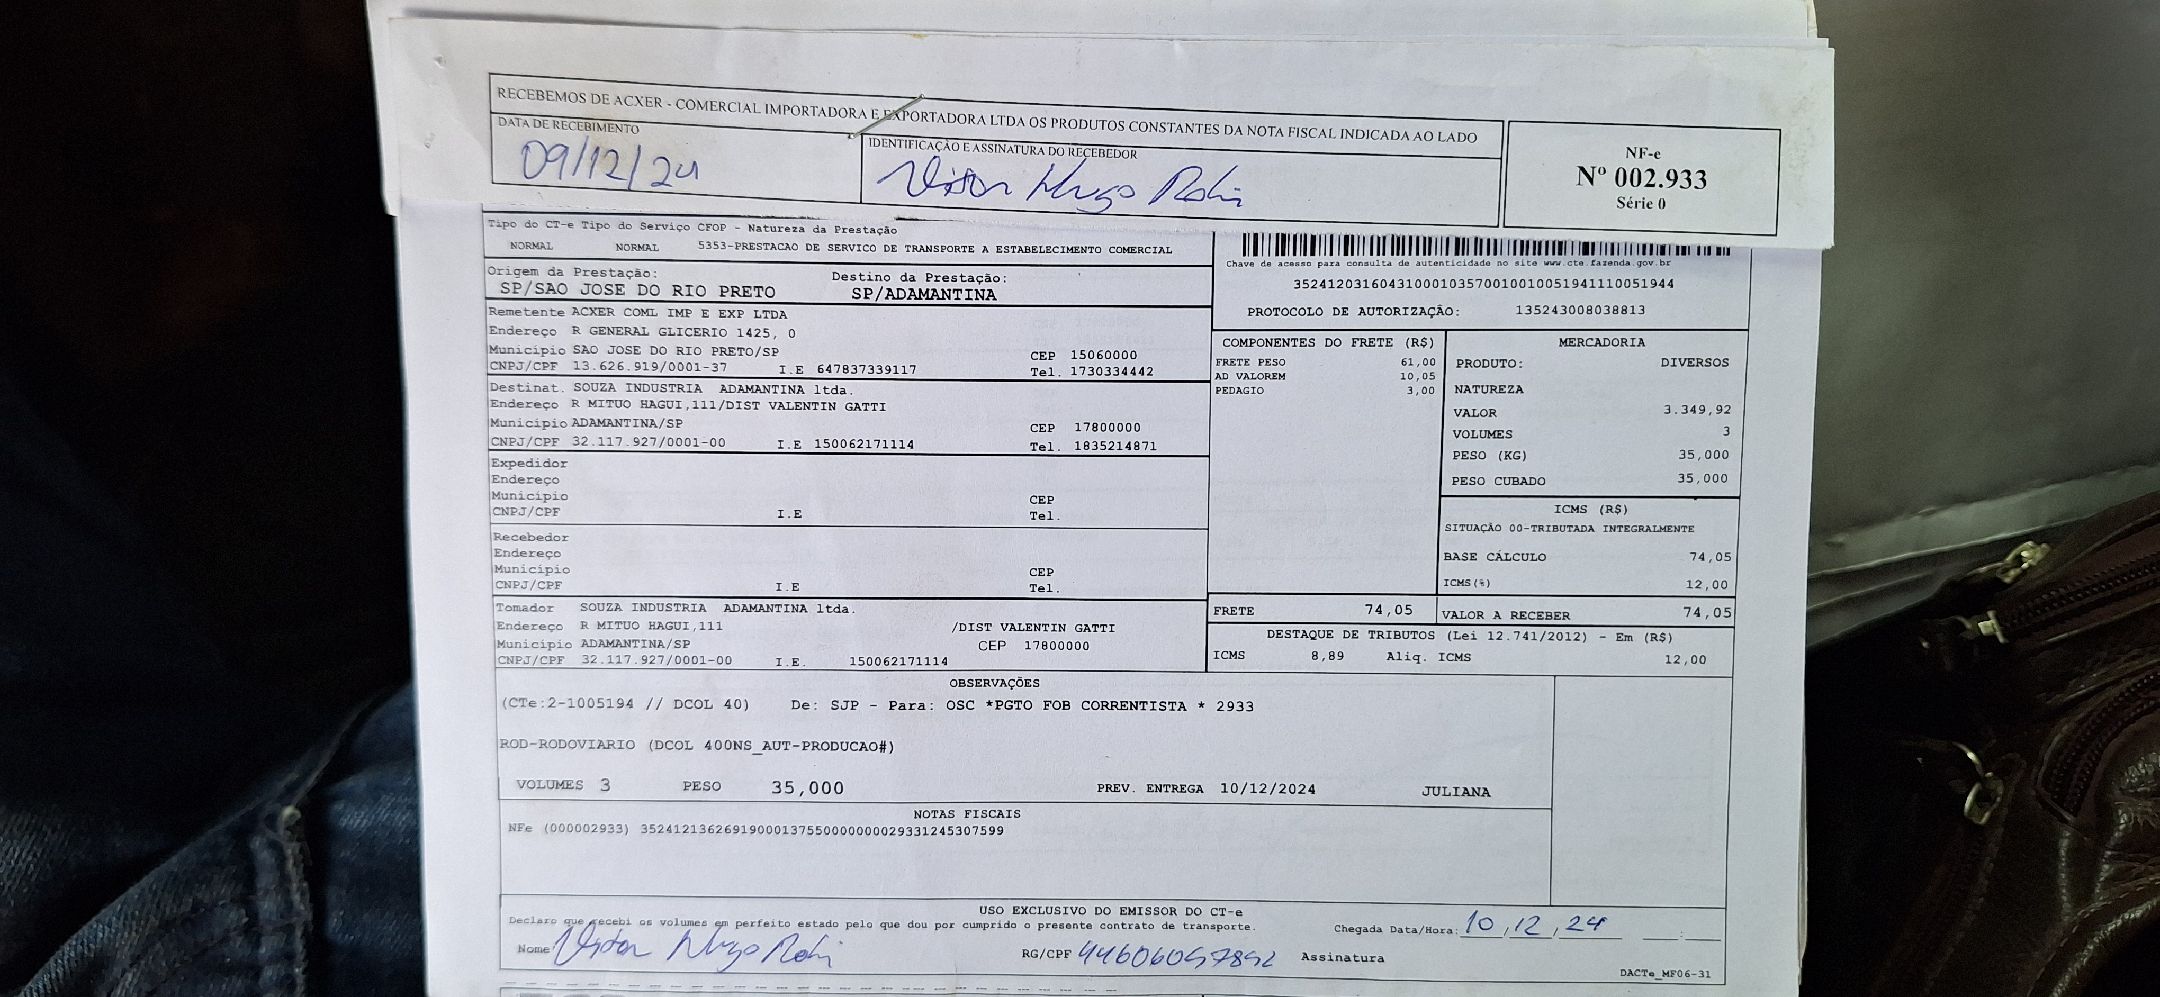 RECEBEMOS DE ACXER - COMERCIAL IMPORTADORA E EXPORTADORA LTDA OS PRODUTOS CONSTANTES DA NOTA FISCAL INDICADA AO LADO
DATA DE RECEBIMENTO
09/12/24
IDENTIFICAÇÃO E ASSINATURA DO RECEBEDOR
Victor Hugo
NF-e
Nº 002.933
Série 0
Tipo do CT-e Tipo do Serviço CFOP - Natureza da Prestação
NORMAL NORMAL 5353-PRESTACAO DE SERVICO DE TRANSPORTE A ESTABELECIMENTO COMERCIAL
Origem da Prestação: Destino da Prestação:
SP/SAO JOSE DO RIO PRETO SP/ADAMANTINA
Remetente ACXER COML IMP E EXP LTDA
Endereço R GENERAL GLICERIO 1425, 0
Município SAO JOSE DO RIO PRETO/SP CEP 15060000
CNPJ/CPF 13.626.919/0001-37 I.E 647837339117 Tel. 1730334442
Destinat. SOUZA INDUSTRIA ADAMANTINA ltda.
Endereço R MITUO HAGUI,111/DIST VALENTIN GATTI
Município ADAMANTINA/SP CEP 17800000
CNPJ/CPF 32.117.927/0001-00 I.E 150062171114 Tel. 1835214871
Expedidor
Endereço
Município CEP
CNPJ/CPF I.E Tel.
Recebedor
Endereço
Município CEP
CNPJ/CPF I.E Tel.
Tomador SOUZA INDUSTRIA ADAMANTINA ltda.
Endereço R MITUO HAGUI,111 /DIST VALENTIN GATTI
Município ADAMANTINA/SP CEP 17800000
CNPJ/CPF 32.117.927/0001-00 I.E. 150062171114
Chave de acesso para consulta de autenticidade no site www.cte.fazenda.gov.br
35241203160431000103570010010051941110051944
PROTOCOLO DE AUTORIZAÇÃO: 135243008038813
COMPONENTES DO FRETE (R$)
FRETE PESO 61,00
AD VALOREM 10,05
PEDAGIO 3,00
MERCADORIA
PRODUTO: DIVERSOS
NATUREZA
VALOR 3.349,92
VOLUMES 3
PESO (KG) 35,000
PESO CUBADO 35,000
ICMS (R$)
SITUAÇÃO 00-TRIBUTADA INTEGRALMENTE
BASE CÁLCULO 74,05
ICMS(%) 12,00
FRETE 74,05 VALOR A RECEBER 74,05
DESTAQUE DE TRIBUTOS (Lei 12.741/2012) - Em (R$)
ICMS 8,89 Aliq. ICMS 12,00
OBSERVAÇÕES
(CTe:2-1005194 // DCOL 40) De: SJP - Para: OSC *PGTO FOB CORRENTISTA * 2933
ROD-RODOVIARIO (DCOL 400NS_AUT-PRODUCAO#)
VOLUMES 3 PESO 35,000 PREV. ENTREGA 10/12/2024 JULIANA
NOTAS FISCAIS
NFe (000002933) 35241213626919000137550000000029331245307599
USO EXCLUSIVO DO EMISSOR DO CT-e
Declaro que recebi os volumes em perfeito estado pelo que dou por cumprido o presente contrato de transporte.
Chegada Data/Hora: 10,12,24 __:__
Nome Victor Hugo RG/CPF 44606057892 Assinatura
DACTe_MF06-31